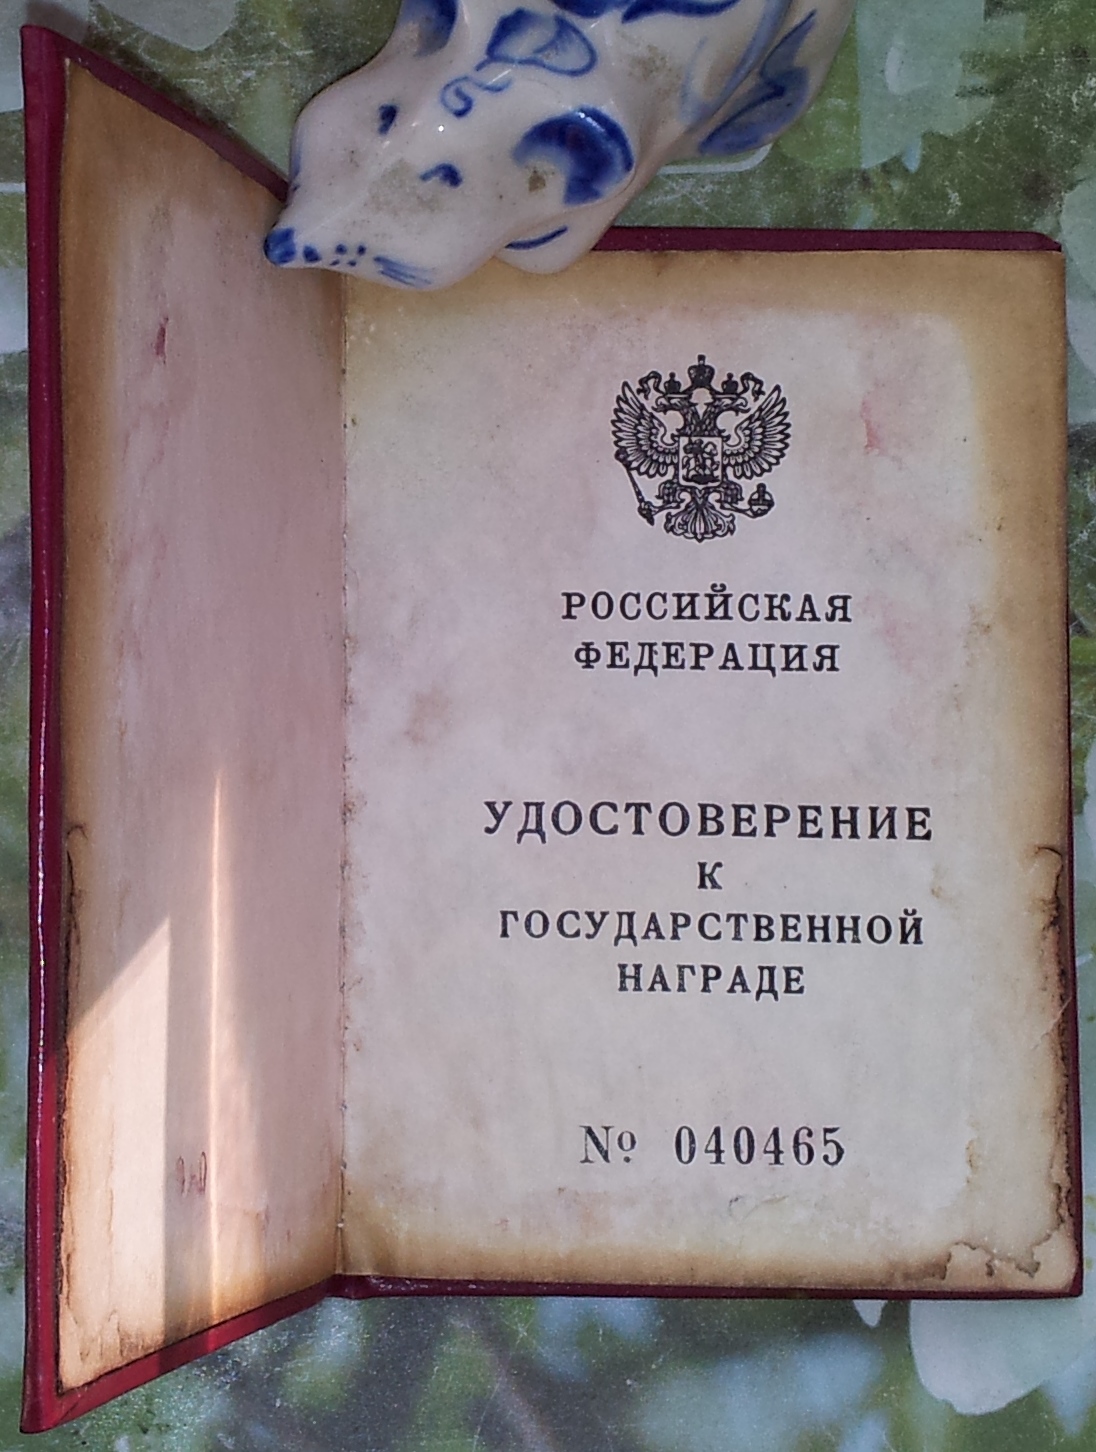 РОССИЙСКАЯ
ФЕДЕРАЦИЯ
УДОСТОВЕРЕНИЕ
К
ГОСУДАРСТВЕННОЙ
НАГРАДЕ
№ 040465